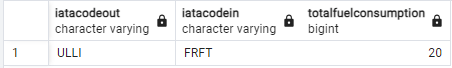 iatacodeout iatacodein totalfuelconsumption
character varying character varying bigint
1 ULLI FRFT 20